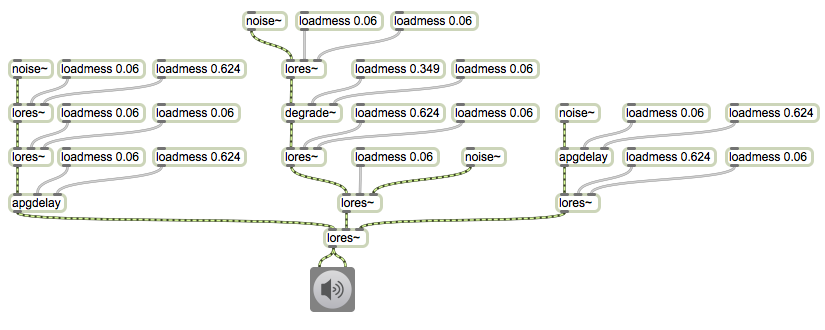 noise~ loadmess 0.06 loadmess 0.06
noise~ loadmess 0.06 loadmess 0.624 lores~ loadmess 0.349 loadmess 0.06
lores~ loadmess 0.06 loadmess 0.06 degrade~ loadmess 0.624 loadmess 0.06 noise~ loadmess 0.06 loadmess 0.624
lores~ loadmess 0.06 loadmess 0.624 lores~ loadmess 0.06 noise~ apgdelay loadmess 0.624 loadmess 0.06
apgdelay lores~ lores~
lores~